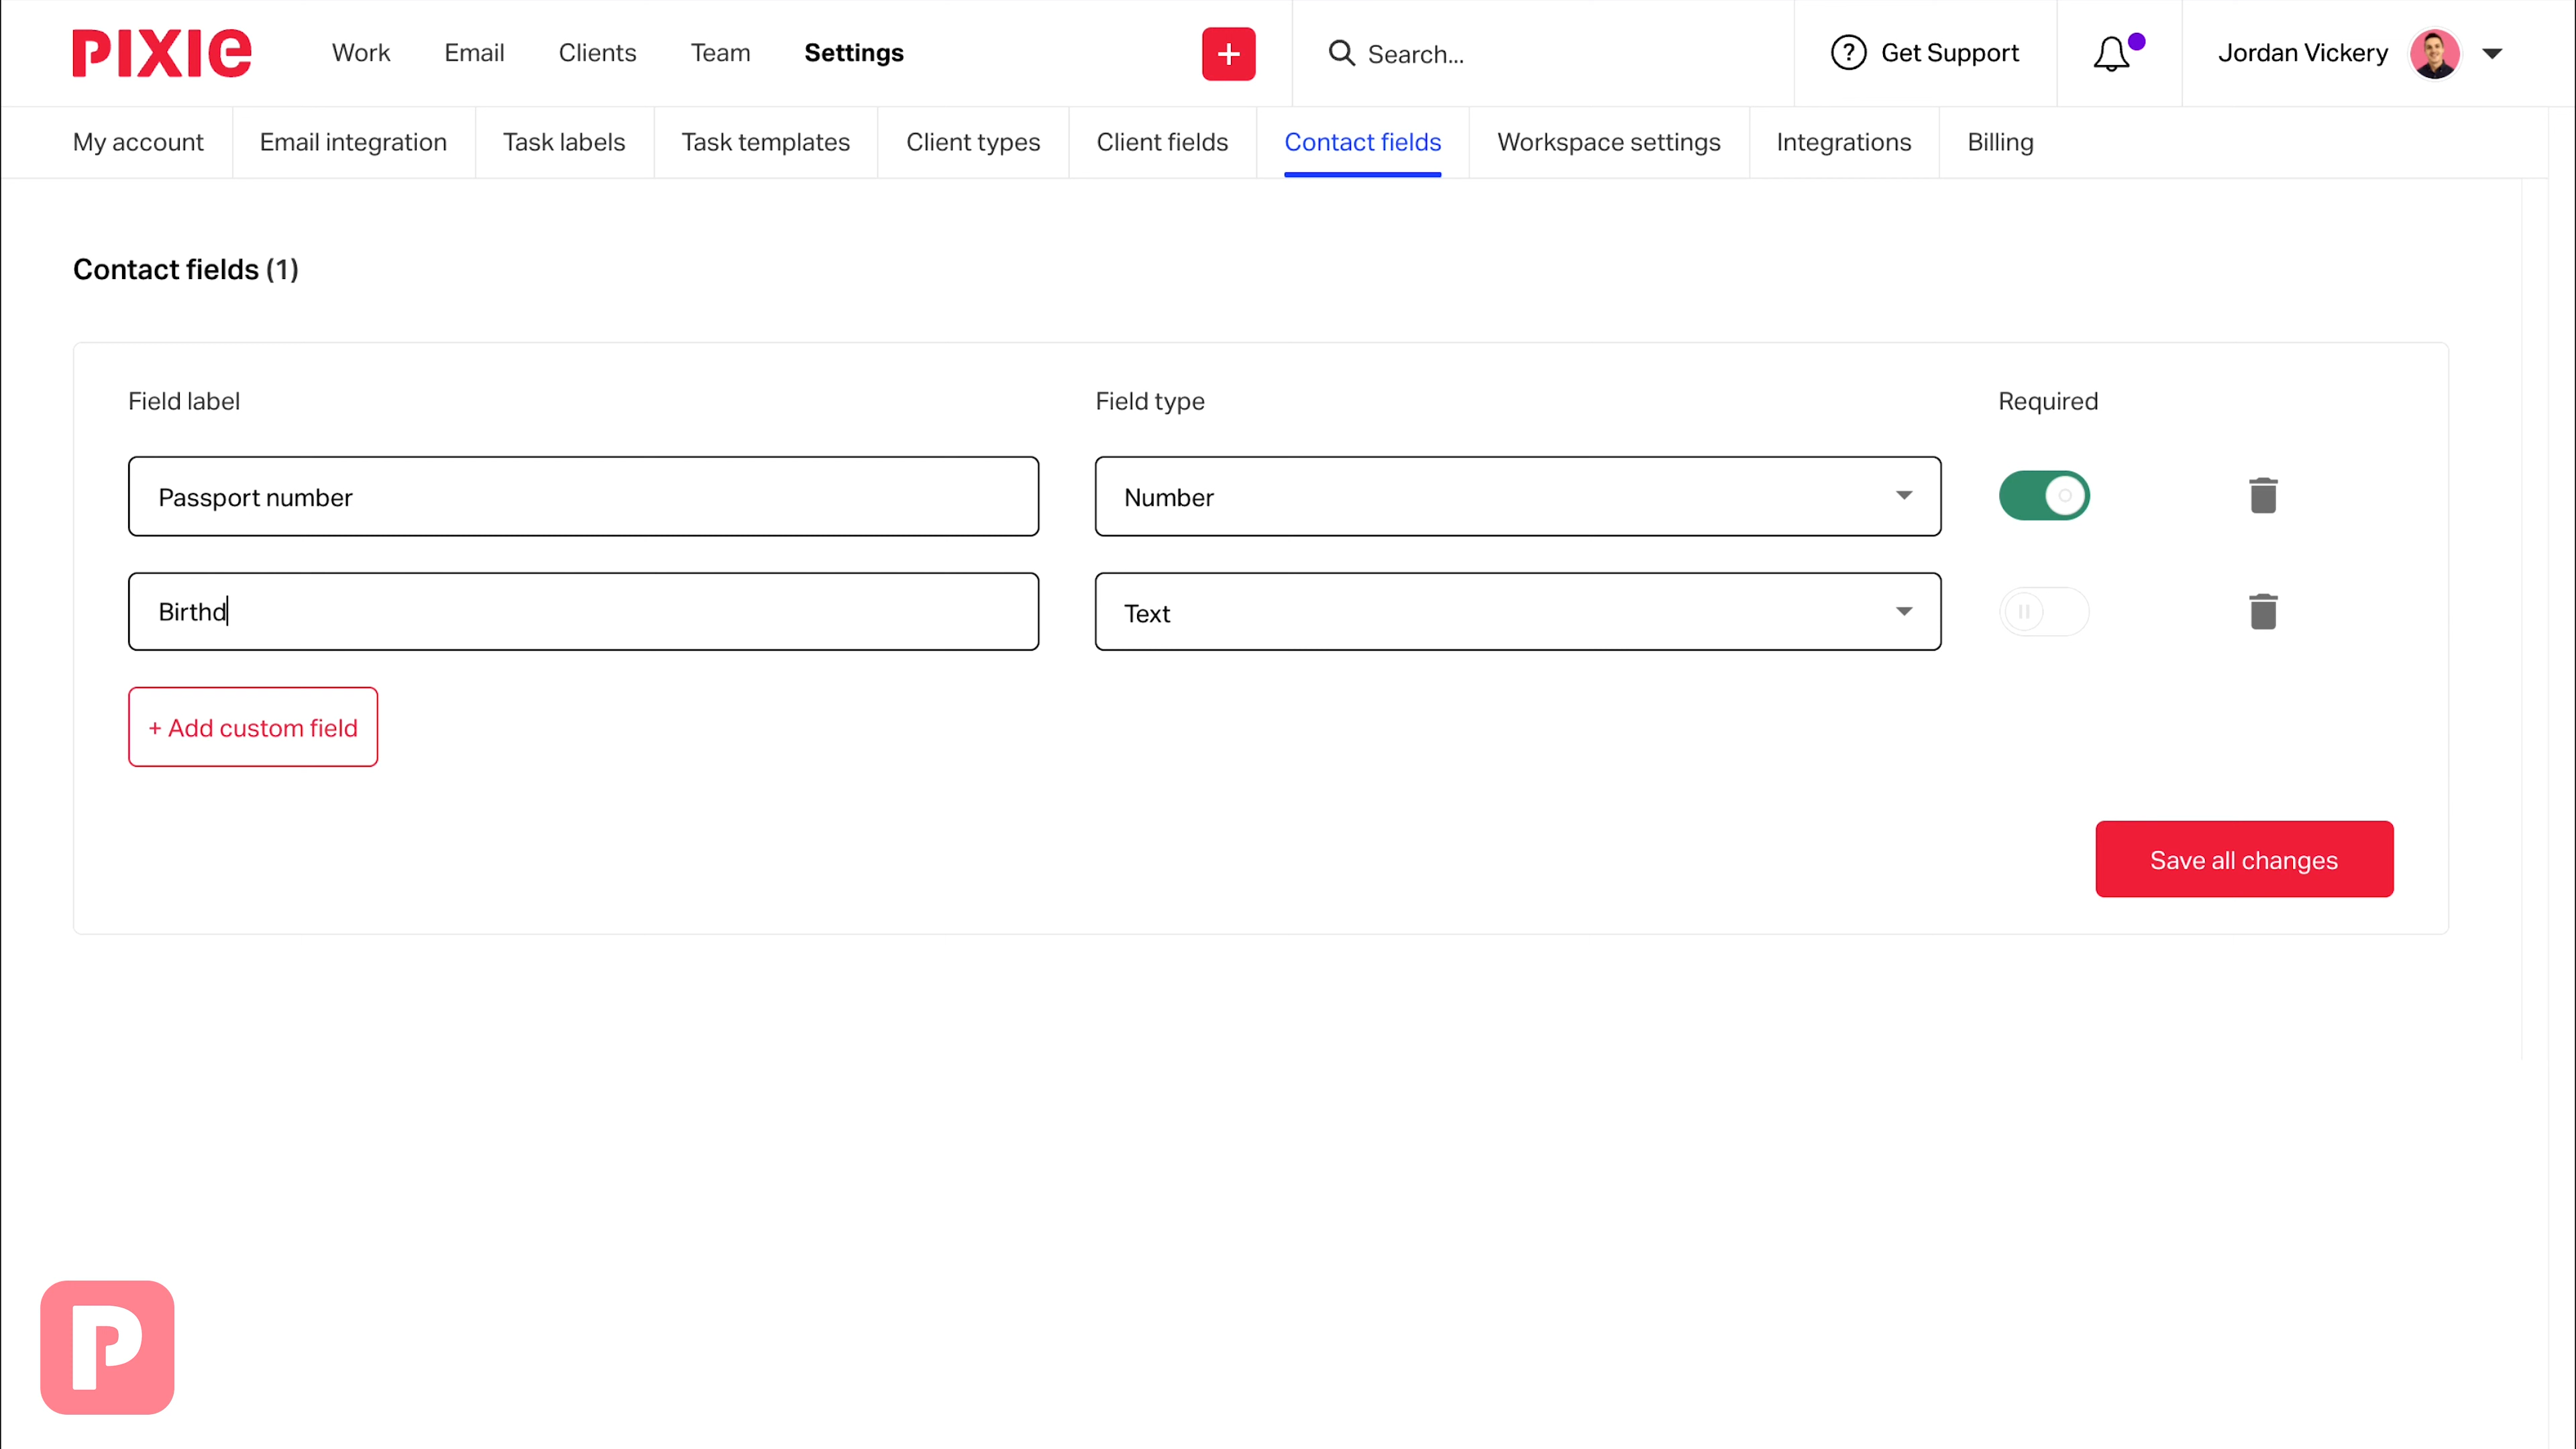 PIXIE
Work Email Clients Team Settings
+
Search...
? Get Support
Jordan Vickery
My account Email integration Task labels Task templates Client types Client fields Contact fields Workspace settings Integrations Billing
Contact fields (1)
Field label Field type Required
Passport number Number
Birthd Text
+ Add custom field
Save all changes
P